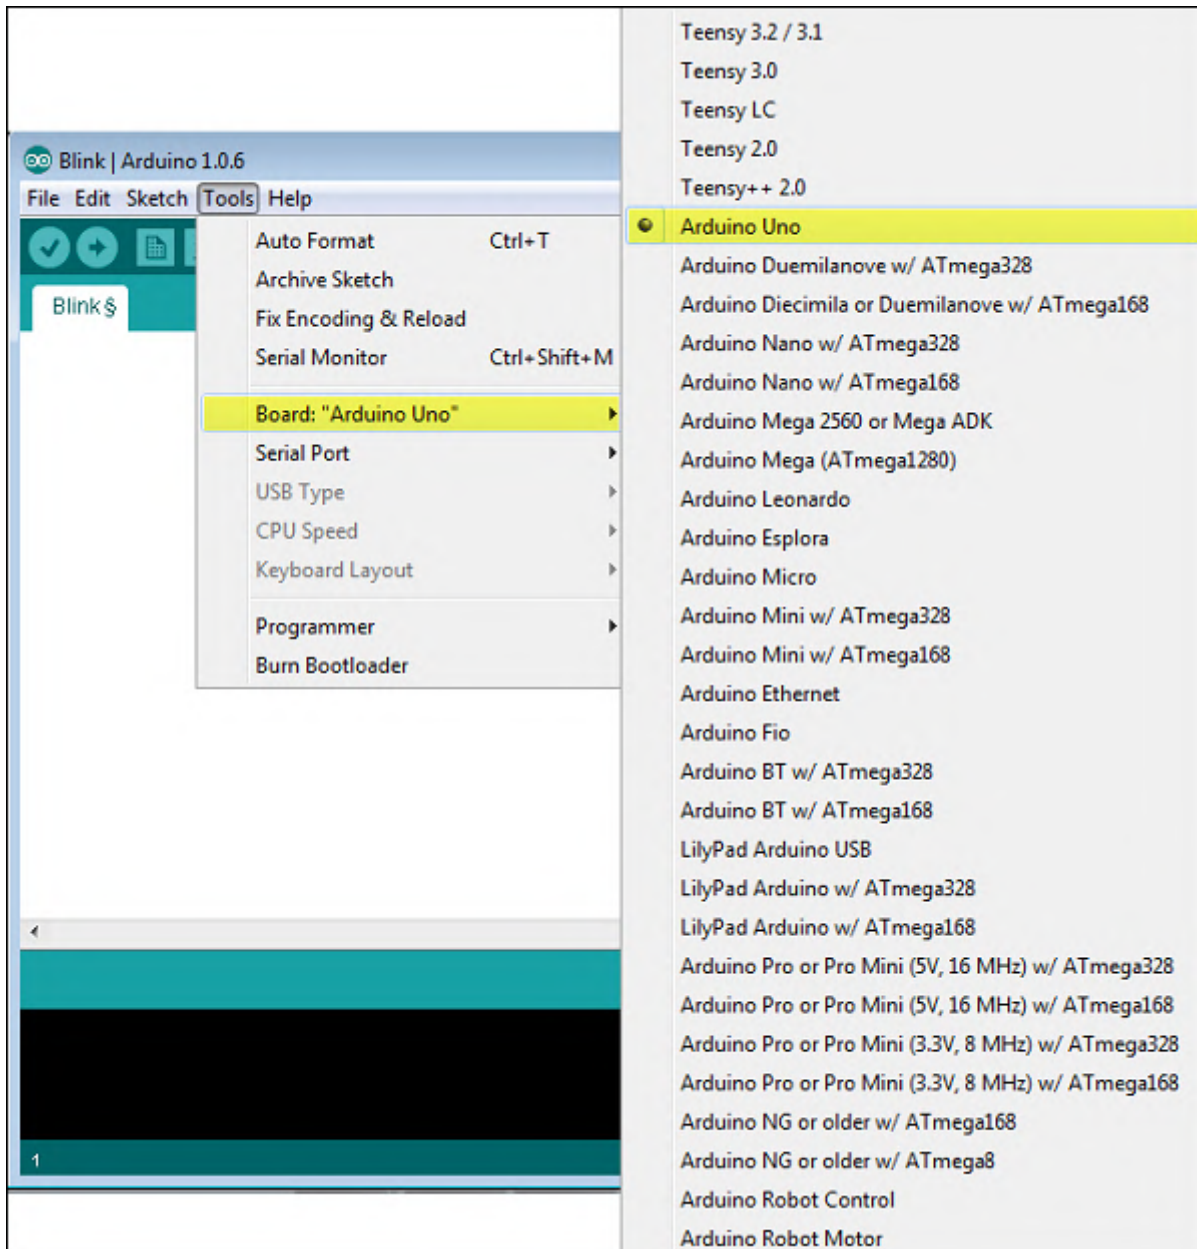 Blink | Arduino 1.0.6
File Edit Sketch Tools Help
Blink §
Auto Format Ctrl+T
Archive Sketch
Fix Encoding & Reload
Serial Monitor Ctrl+Shift+M
Board: "Arduino Uno"
Serial Port
USB Type
CPU Speed
Keyboard Layout
Programmer
Burn Bootloader
1
Teensy 3.2 / 3.1
Teensy 3.0
Teensy LC
Teensy 2.0
Teensy++ 2.0
Arduino Uno
Arduino Duemilanove w/ ATmega328
Arduino Diecimila or Duemilanove w/ ATmega168
Arduino Nano w/ ATmega328
Arduino Nano w/ ATmega168
Arduino Mega 2560 or Mega ADK
Arduino Mega (ATmega1280)
Arduino Leonardo
Arduino Esplora
Arduino Micro
Arduino Mini w/ ATmega328
Arduino Mini w/ ATmega168
Arduino Ethernet
Arduino Fio
Arduino BT w/ ATmega328
Arduino BT w/ ATmega168
LilyPad Arduino USB
LilyPad Arduino w/ ATmega328
LilyPad Arduino w/ ATmega168
Arduino Pro or Pro Mini (5V, 16 MHz) w/ ATmega328
Arduino Pro or Pro Mini (5V, 16 MHz) w/ ATmega168
Arduino Pro or Pro Mini (3.3V, 8 MHz) w/ ATmega328
Arduino Pro or Pro Mini (3.3V, 8 MHz) w/ ATmega168
Arduino NG or older w/ ATmega168
Arduino NG or older w/ ATmega8
Arduino Robot Control
Arduino Robot Motor